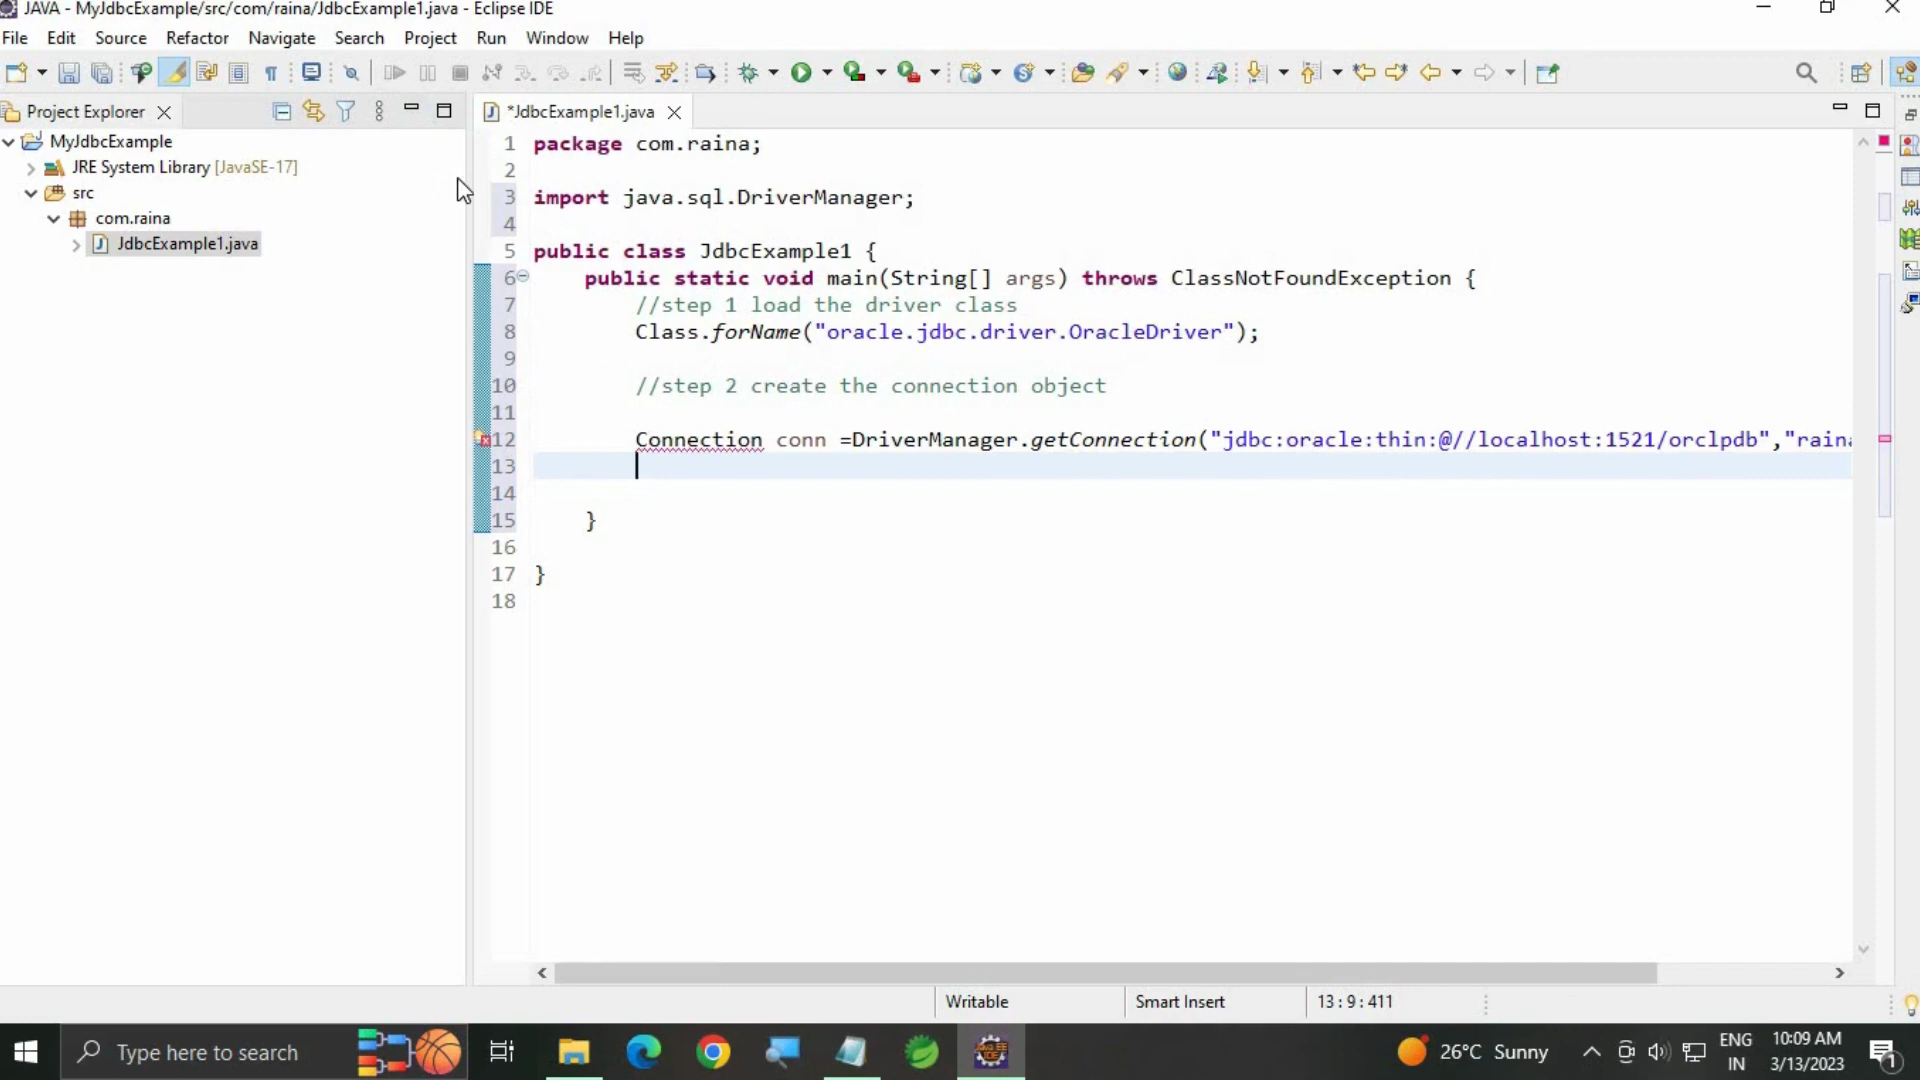 JAVA - MyJdbcExample/src/com/raina/JdbcExample1.java - Eclipse IDE
File Edit Source Refactor Navigate Search Project Run Window Help
Project Explorer
*JdbcExample1.java
MyJdbcExample
JRE System Library [JavaSE-17]
src
com.raina
JdbcExample1.java
1 package com.raina;
2
3 import java.sql.DriverManager;
4
5 public class JdbcExample1 {
6 public static void main(String[] args) throws ClassNotFoundException {
7 //step 1 load the driver class
8 Class.forName("oracle.jdbc.driver.OracleDriver");
9
10 //step 2 create the connection object
11
12 Connection conn =DriverManager.getConnection("jdbc:oracle:thin:@//localhost:1521/orclpdb","raina
13
14
15 }
16
17 }
18
Writable Smart Insert 13 : 9 : 411
Type here to search
26°C Sunny
ENG
IN
10:09 AM
3/13/2023
1